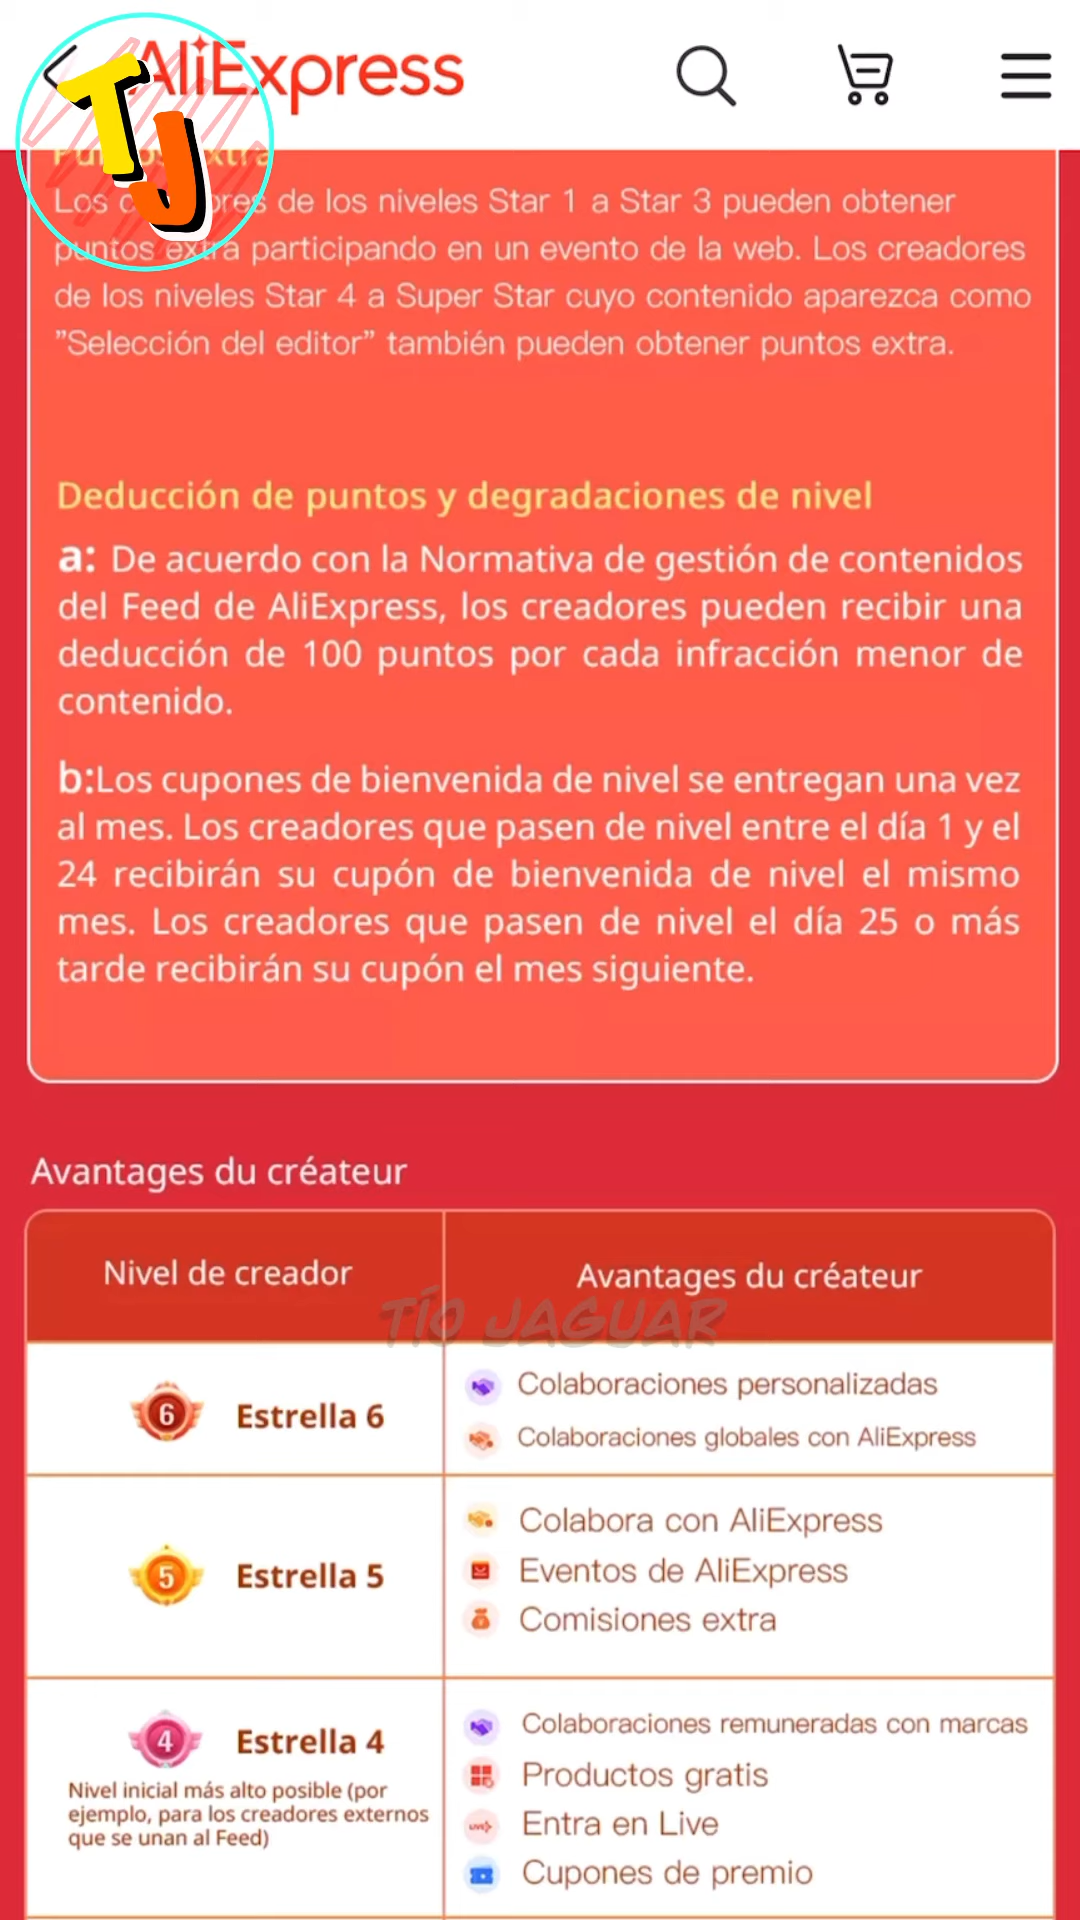 AliExpress
TJ
Puntos extra
Los creadores de los niveles Star 1 a Star 3 pueden obtener
puntos extra participando en un evento de la web. Los creadores
de los niveles Star 4 a Super Star cuyo contenido aparezca como
”Selección del editor” también pueden obtener puntos extra.
Deducción de puntos y degradaciones de nivel
a: De acuerdo con la Normativa de gestión de contenidos
del Feed de AliExpress, los creadores pueden recibir una
deducción de 100 puntos por cada infracción menor de
contenido.
b:Los cupones de bienvenida de nivel se entregan una vez
al mes. Los creadores que pasen de nivel entre el día 1 y el
24 recibirán su cupón de bienvenida de nivel el mismo
mes. Los creadores que pasen de nivel el día 25 o más
tarde recibirán su cupón el mes siguiente.
Avantages du créateur
Nivel de creador
Avantages du créateur
TÍO JAGUAR
6 Estrella 6
Colaboraciones personalizadas
Colaboraciones globales con AliExpress
5 Estrella 5
Colabora con AliExpress
Eventos de AliExpress
Comisiones extra
4 Estrella 4
Nivel inicial más alto posible (por
ejemplo, para los creadores externos
que se unan al Feed)
Colaboraciones remuneradas con marcas
Productos gratis
LIVE Entra en Live
Cupones de premio